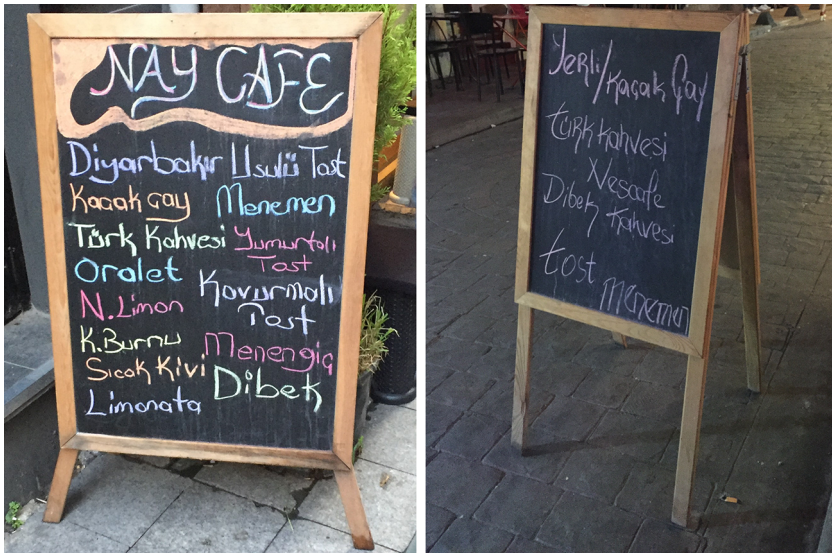 NAY CAFE
Diyarbakır Usulü Tost
Kaçak çay Menemen
Türk Kahvesi Yumurtalı
Tost
Oralet
Kavurmalı
Tost
N.Limon
K.Burnu
Menengiç
Sıcak Kivi
Dibek
Limonata
Yerli/Kaçak Çay
türk kahvesi
Nescafe
Dibek kahvesi
tost
menemen